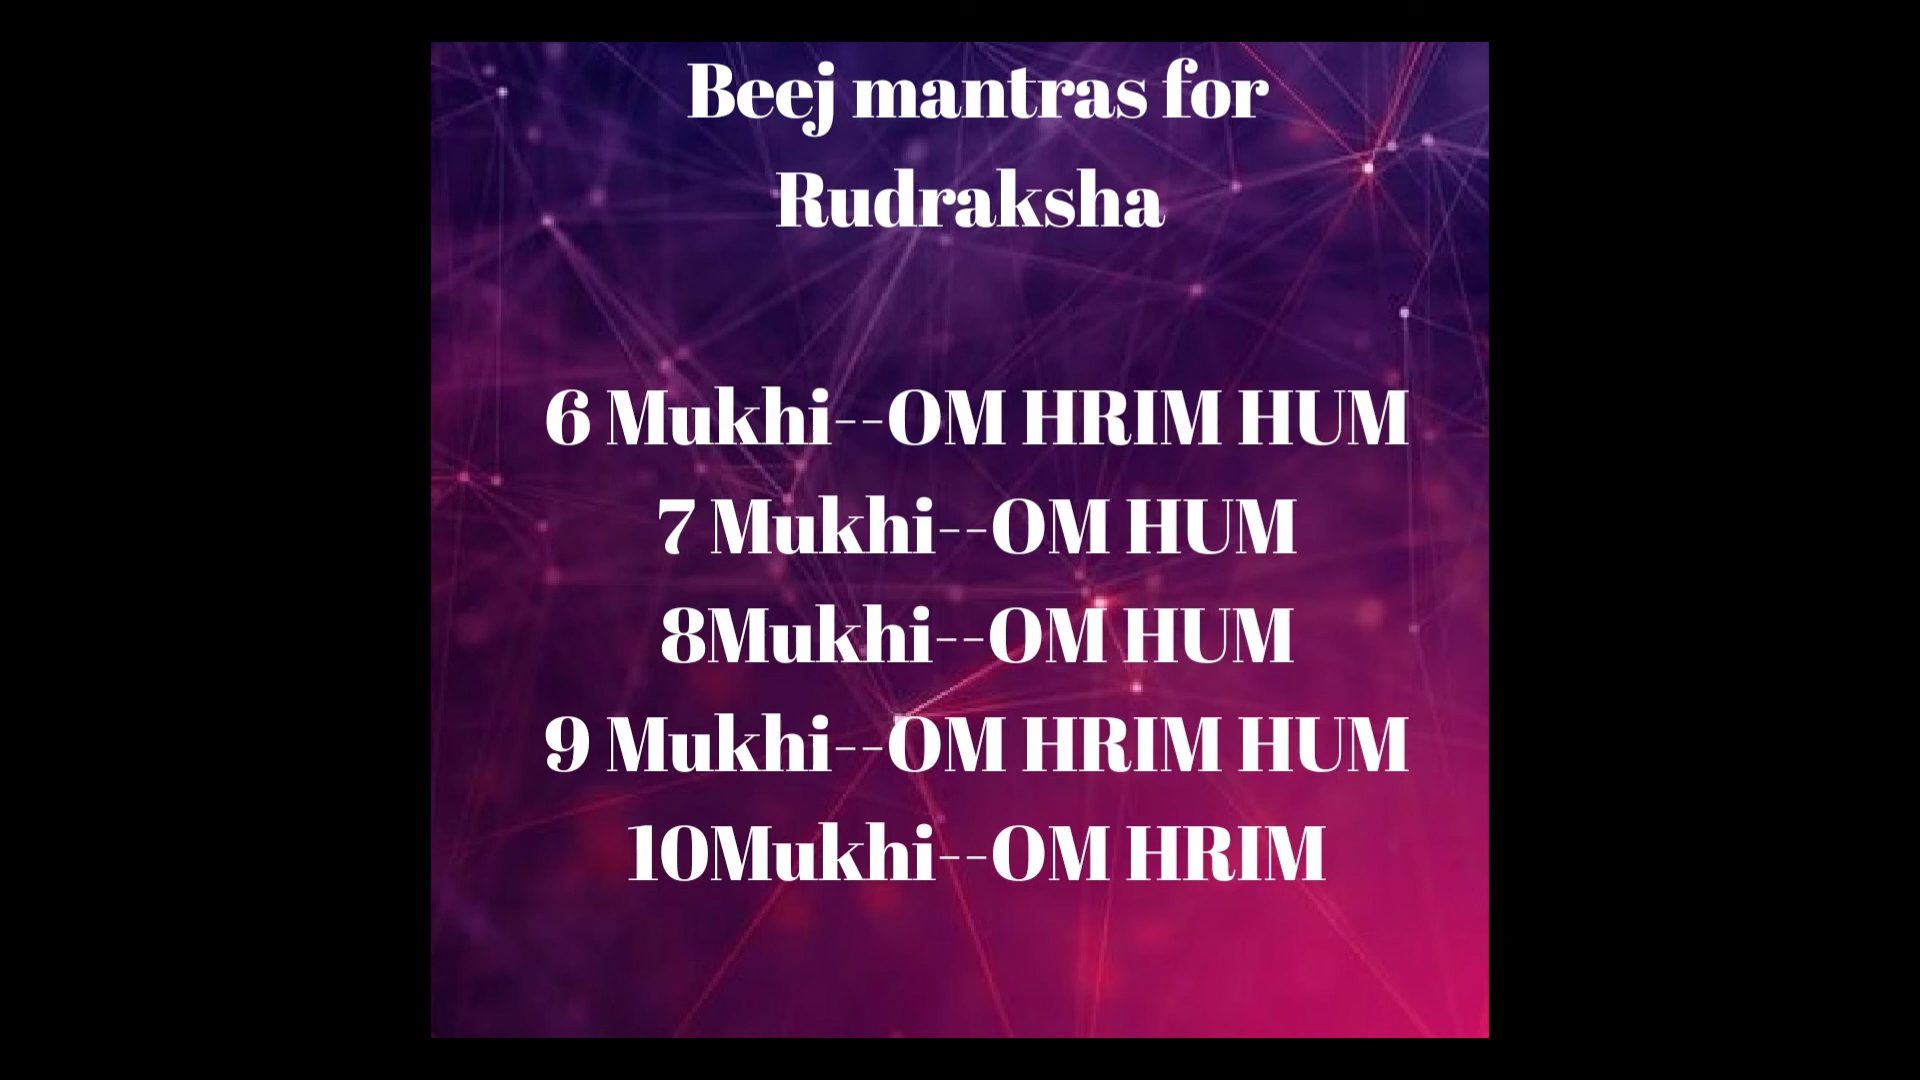 Beej mantras for
Rudraksha
6 Mukhi--OM HRIM HUM
7 Mukhi--OM HUM
8Mukhi--OM HUM
9 Mukhi--OM HRIM HUM
10Mukhi--OM HRIM